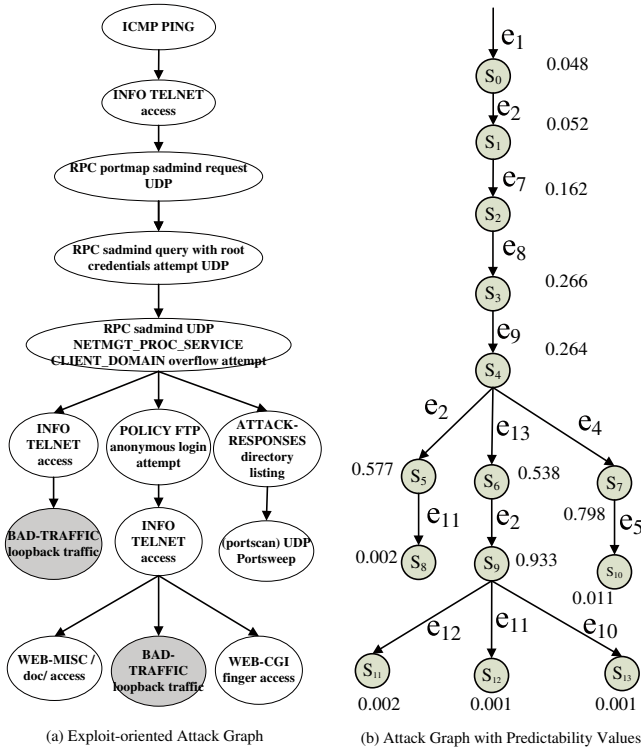 ICMP PING
INFO TELNET
access
RPC portmap sadmind request
UDP
RPC sadmind query with root
credentials attempt UDP
RPC sadmind UDP
NETMGT_PROC_SERVICE
CLIENT_DOMAIN overflow attempt
INFO
TELNET
access
POLICY FTP
anonymous login
attempt
ATTACK-
RESPONSES
directory
listing
BAD-TRAFFIC
loopback traffic
INFO
TELNET
access
(portscan) UDP
Portsweep
WEB-MISC /
doc/ access
BAD-
TRAFFIC
loopback traffic
WEB-CGI
finger access
(a) Exploit-oriented Attack Graph
e1
S0
0.048
e2
S1
0.052
e7
S2
0.162
e8
S3
0.266
e9
S4
0.264
e2
e13
e4
0.577
S5
S6
0.538
S7
0.798
e11
e2
e5
0.002
S8
S9
0.933
S10
0.011
e12
e11
e10
S11
S12
S13
0.002
0.001
0.001
(b) Attack Graph with Predictability Values